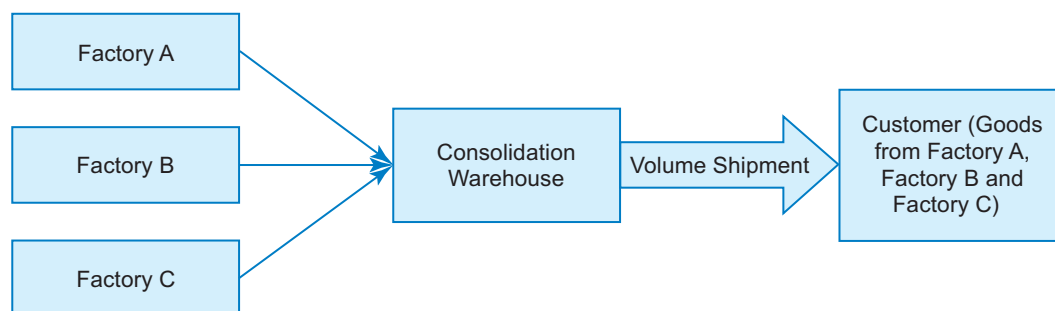 Factory A
Factory B
Factory C
Consolidation
Warehouse
Volume Shipment
Customer (Goods
from Factory A,
Factory B and
Factory C)